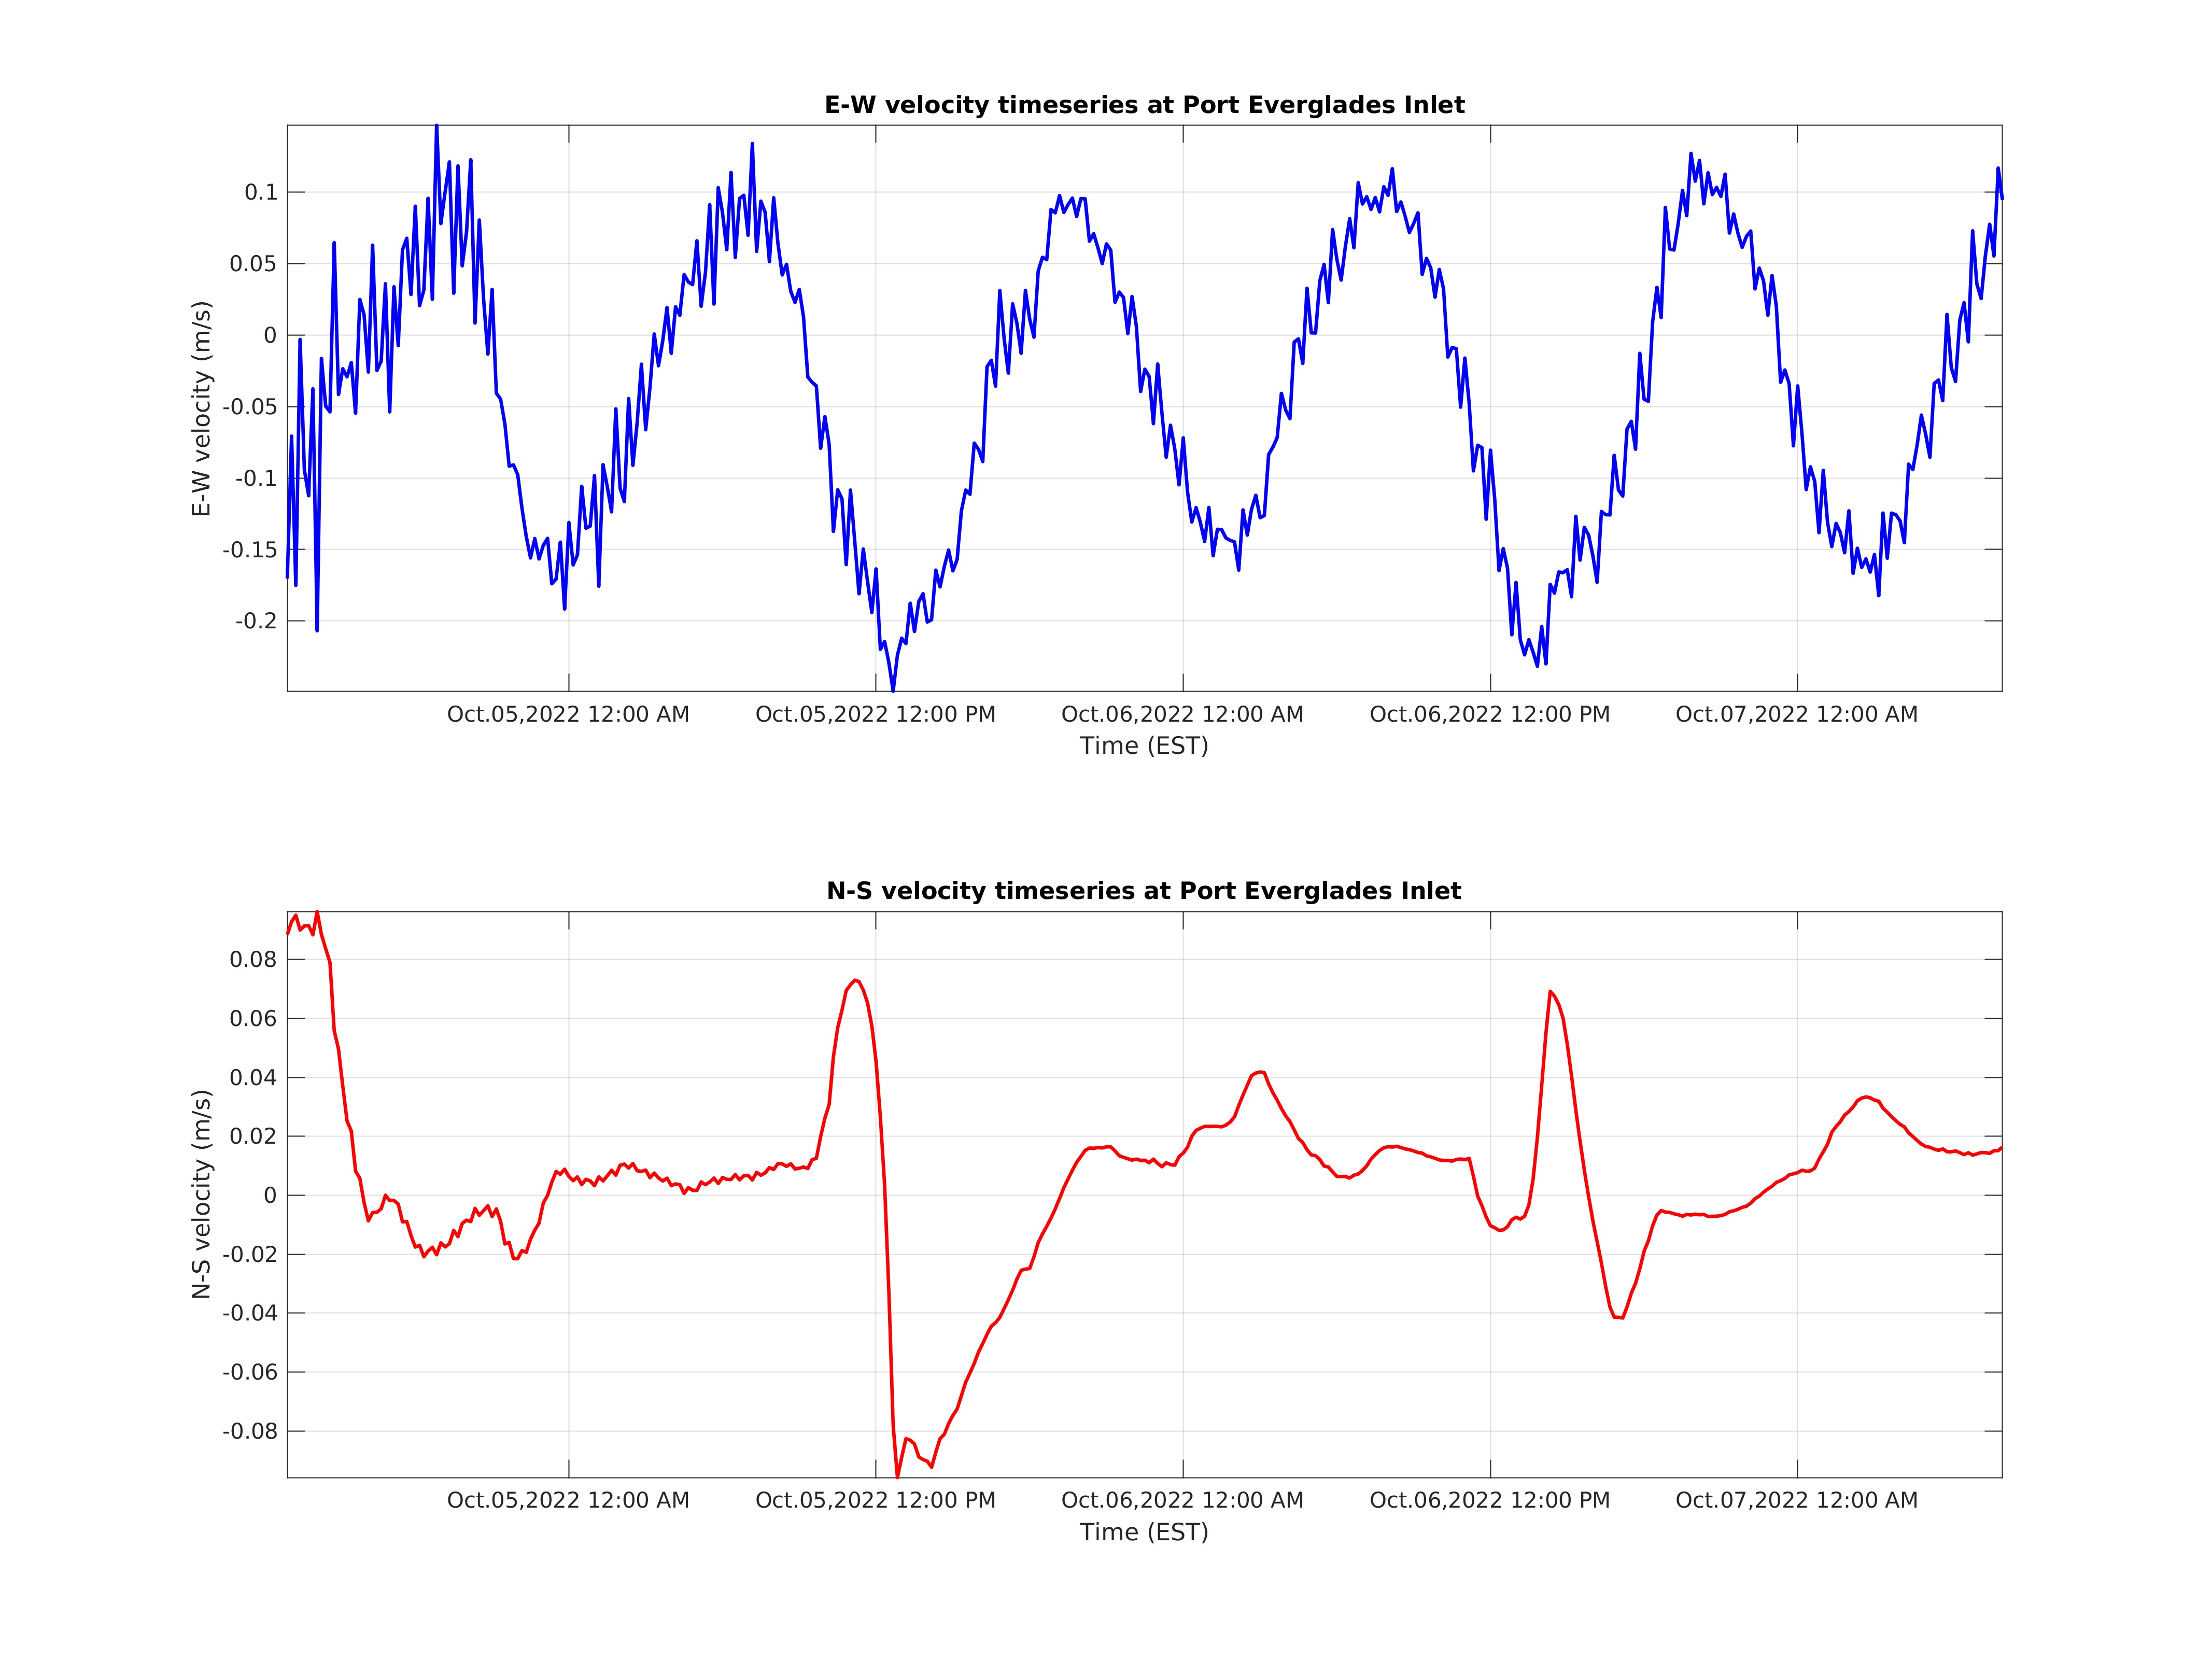 E-W velocity timeseries at Port Everglades Inlet
0.1
0.05
0
-0.05
-0.1
-0.15
-0.2
E-W velocity (m/s)
Oct.05,2022 12:00 AM
Oct.05,2022 12:00 PM
Oct.06,2022 12:00 AM
Oct.06,2022 12:00 PM
Oct.07,2022 12:00 AM
Time (EST)
N-S velocity timeseries at Port Everglades Inlet
0.08
0.06
0.04
0.02
0
-0.02
-0.04
-0.06
-0.08
N-S velocity (m/s)
Oct.05,2022 12:00 AM
Oct.05,2022 12:00 PM
Oct.06,2022 12:00 AM
Oct.06,2022 12:00 PM
Oct.07,2022 12:00 AM
Time (EST)